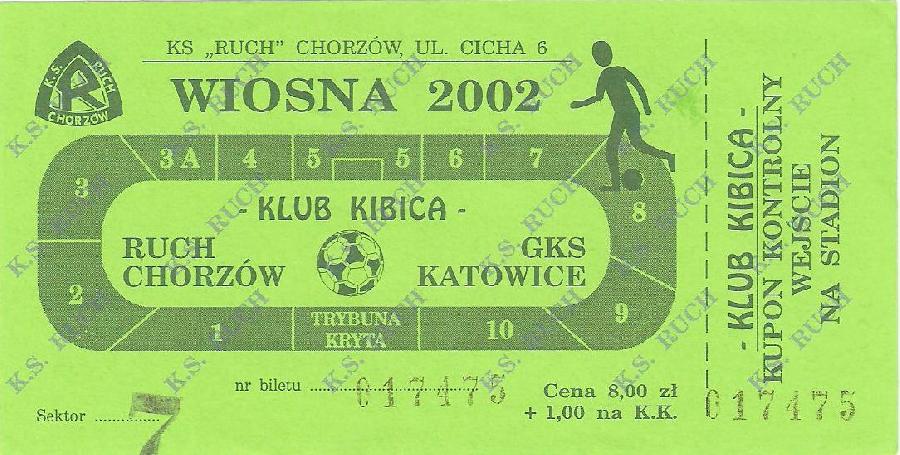 K.S. RUCH
CHORZÓW
R
KS „RUCH” CHORZÓW, UL. CICHA 6
WIOSNA 2002
3A 4 5 5 6 7
3
8
- KLUB KIBICA -
RUCH
CHORZÓW
GKS
KATOWICE
2
9
1
TRYBUNA
KRYTA
10
nr biletu .................. 017475
Sektor ............. 7
Cena 8,00 zł
+ 1,00 na K.K.
- KLUB KIBICA -
KUPON KONTROLNY
WEJŚCIE
NA STADION
017475
K.S. RUCH